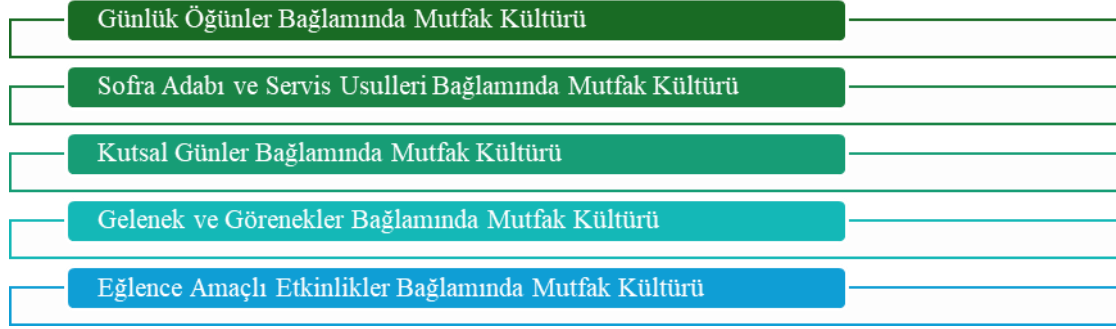 Günlük Öğünler Bağlamında Mutfak Kültürü
Sofra Adabı ve Servis Usulleri Bağlamında Mutfak Kültürü
Kutsal Günler Bağlamında Mutfak Kültürü
Gelenek ve Görenekler Bağlamında Mutfak Kültürü
Eğlence Amaçlı Etkinlikler Bağlamında Mutfak Kültürü